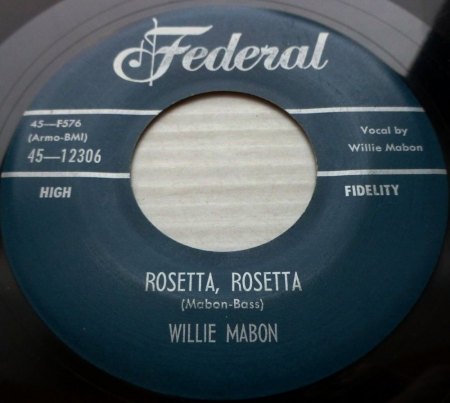 Federal
45—F576
(Armo-BMI)
45—12306
Vocal by
Willie Mabon
HIGH FIDELITY
ROSETTA, ROSETTA
(Mabon-Bass)
WILLIE MABON